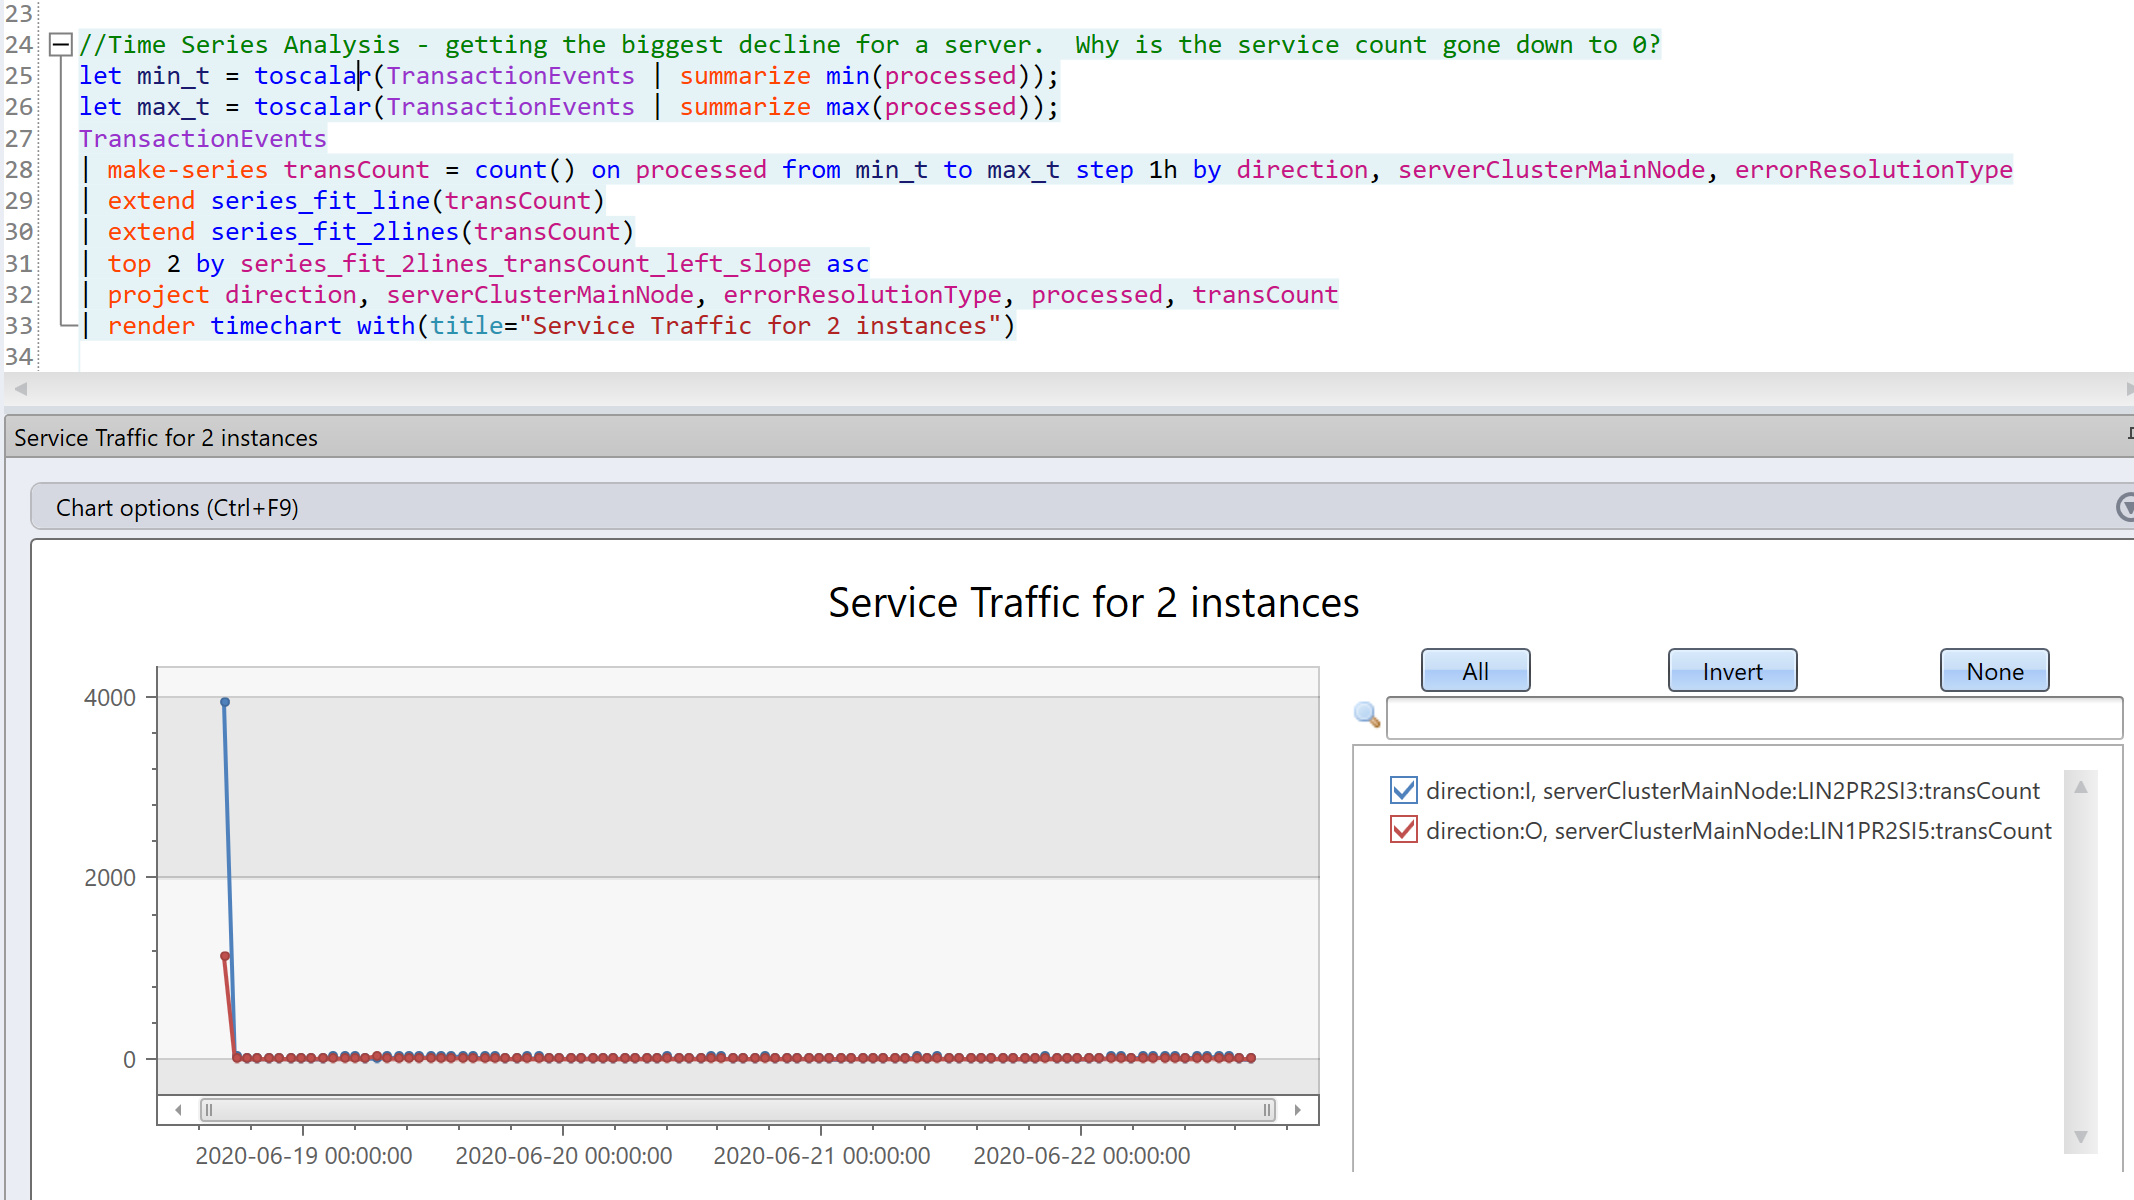 23
24 //Time Series Analysis - getting the biggest decline for a server.  Why is the service count gone down to 0?
25 let min_t = toscalar(TransactionEvents | summarize min(processed));
26 let max_t = toscalar(TransactionEvents | summarize max(processed));
27 TransactionEvents
28 | make-series transCount = count() on processed from min_t to max_t step 1h by direction, serverClusterMainNode, errorResolutionType
29 | extend series_fit_line(transCount)
30 | extend series_fit_2lines(transCount)
31 | top 2 by series_fit_2lines_transCount_left_slope asc
32 | project direction, serverClusterMainNode, errorResolutionType, processed, transCount
33 | render timechart with(title="Service Traffic for 2 instances")
34
Service Traffic for 2 instances
Chart options (Ctrl+F9)
Service Traffic for 2 instances
All Invert None
direction:I, serverClusterMainNode:LIN2PR2SI3:transCount
direction:O, serverClusterMainNode:LIN1PR2SI5:transCount
4000
2000
0
2020-06-19 00:00:00 2020-06-20 00:00:00 2020-06-21 00:00:00 2020-06-22 00:00:00